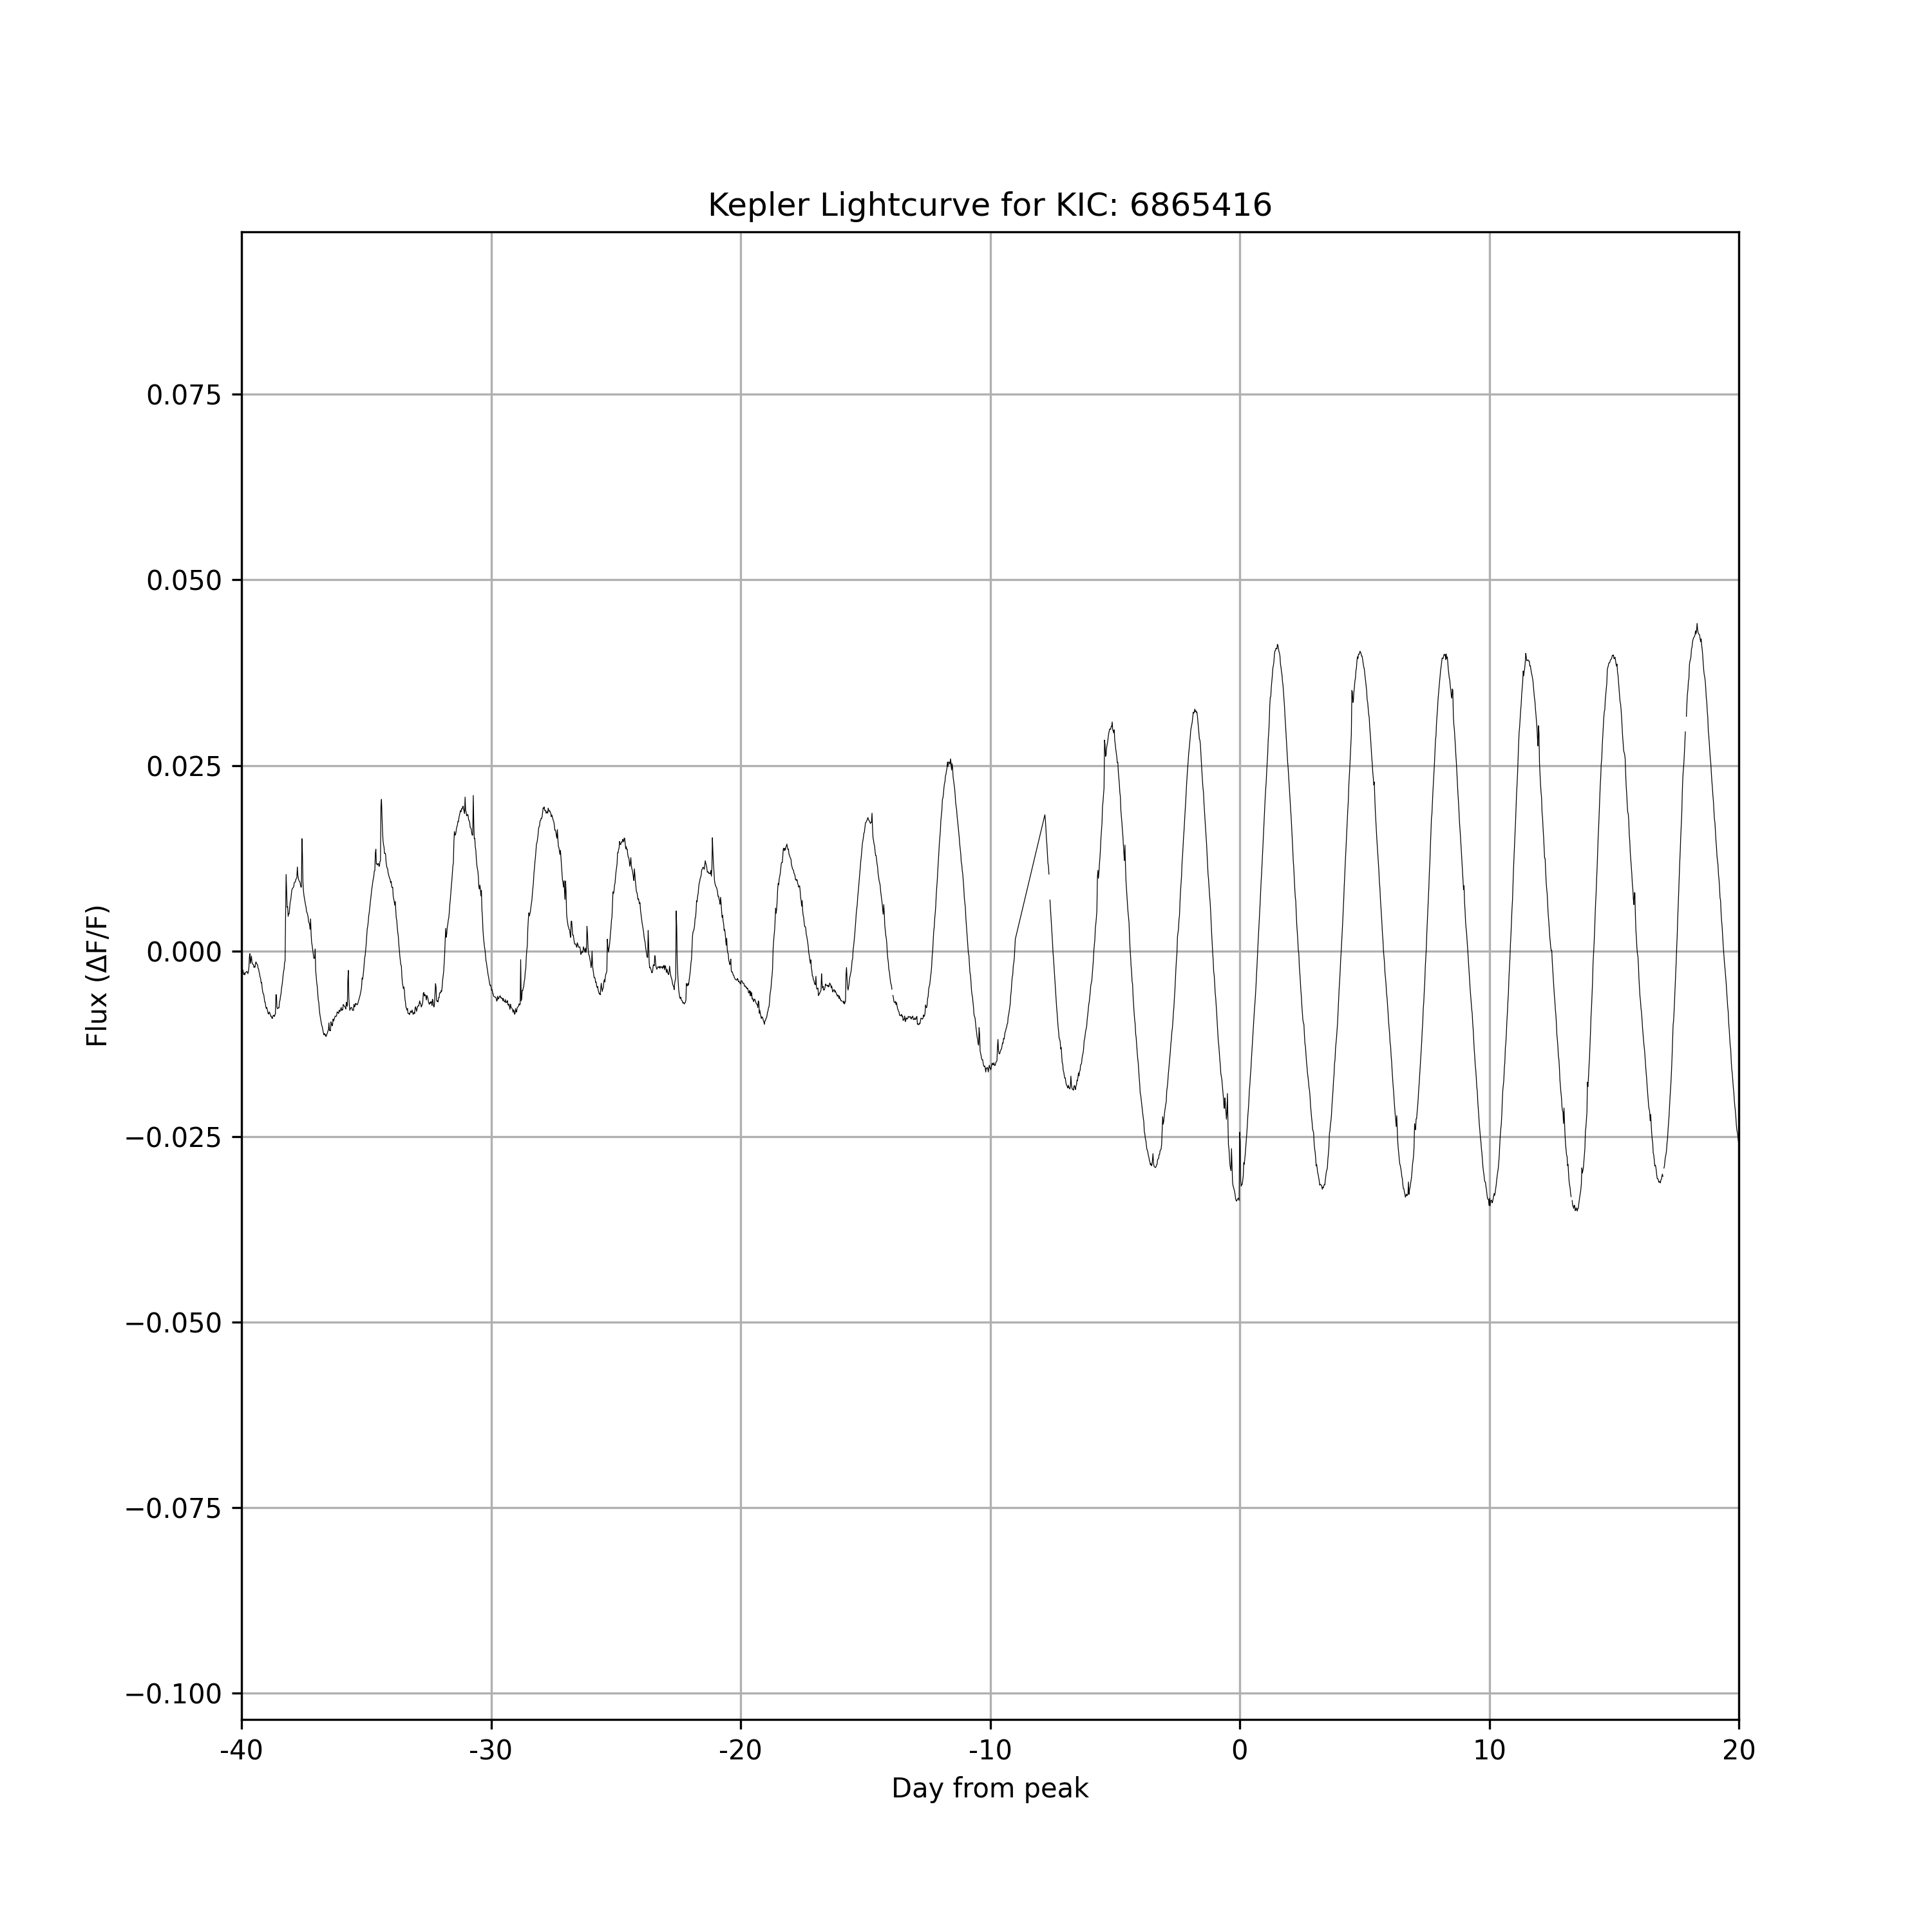 Kepler Lightcurve for KIC: 6865416
0.075
0.050
0.025
0.000
−0.025
−0.050
−0.075
−0.100
Flux (ΔF/F)
-40 -30 -20 -10 0 10 20
Day from peak